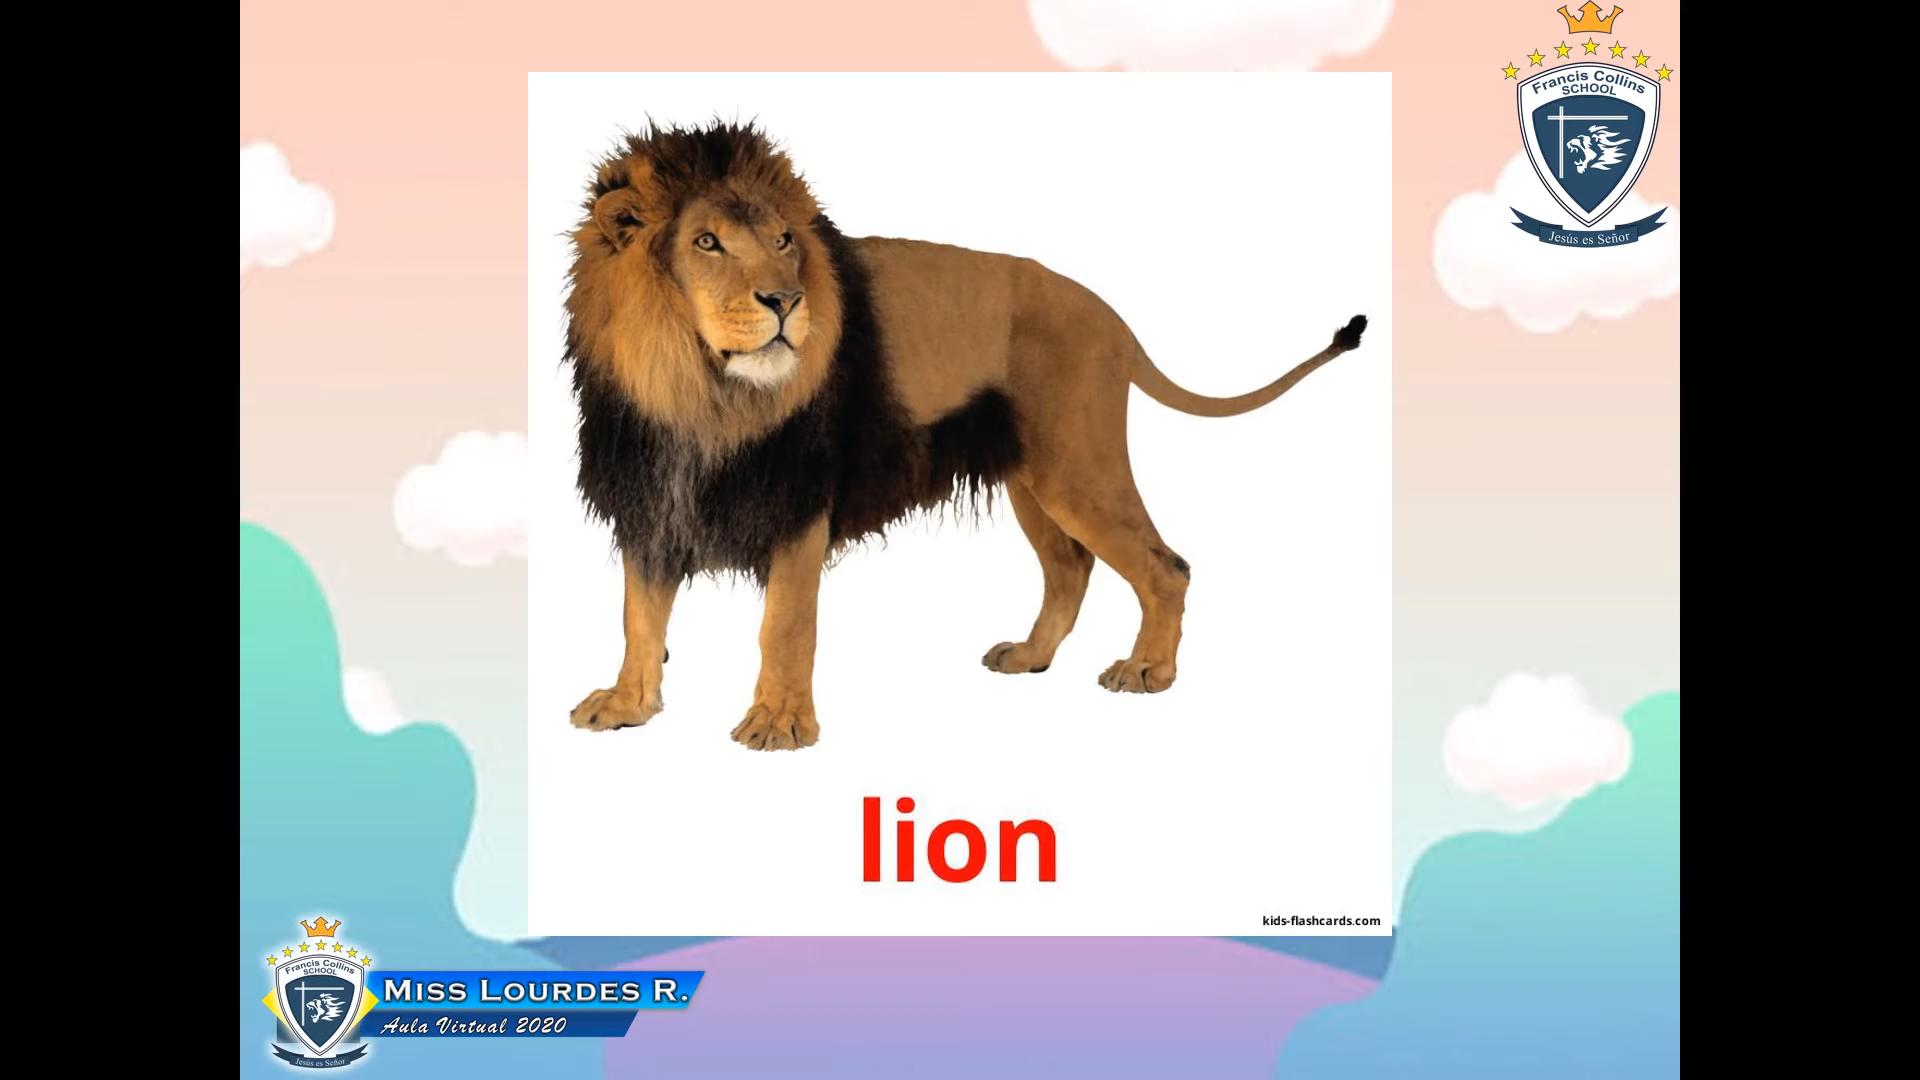 Francis Collins
SCHOOL
Jesús es Señor
lion
kids-flashcards.com
Francis Collins
SCHOOL
Jesús es Señor
MISS LOURDES R.
Aula Virtual 2020